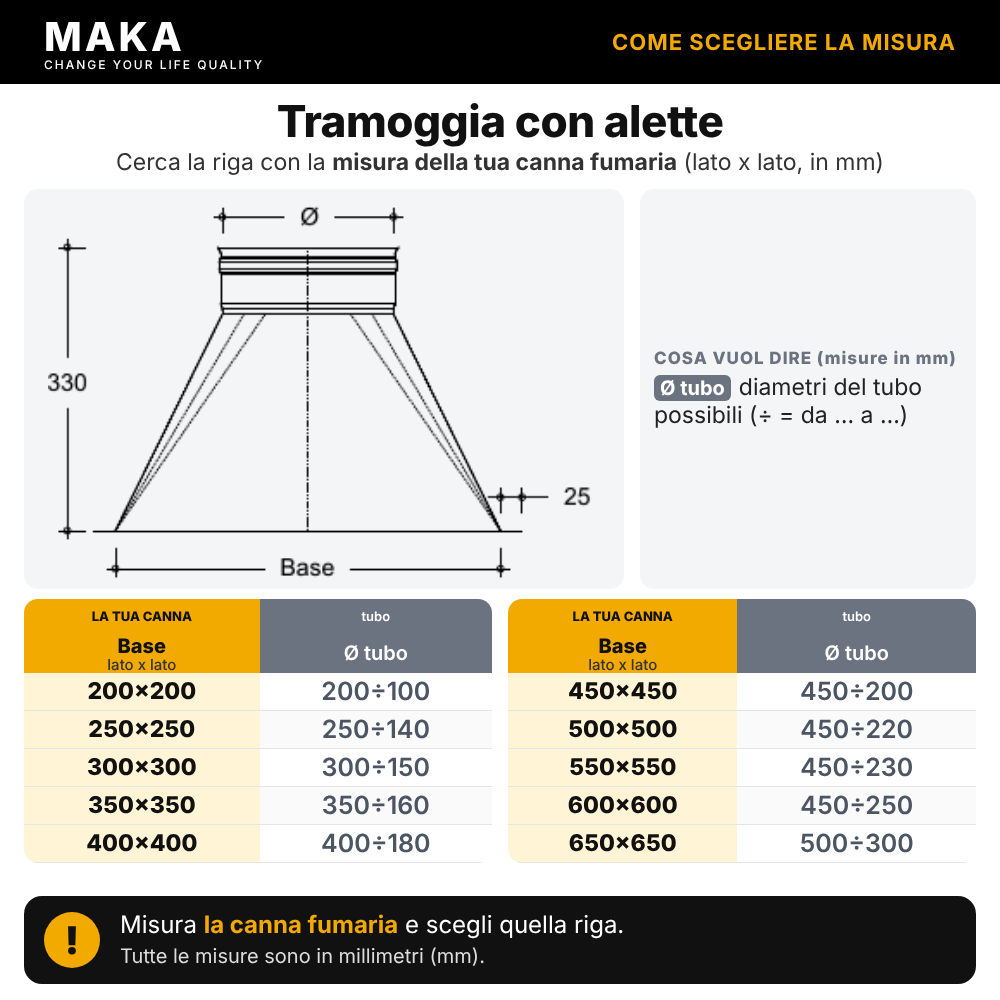 MAKA
CHANGE YOUR LIFE QUALITY
COME SCEGLIERE LA MISURA
Tramoggia con alette
Cerca la riga con la misura della tua canna fumaria (lato x lato, in mm)
Ø
330
25
Base
COSA VUOL DIRE (misure in mm)
Ø tubo diametri del tubo
possibili (÷ = da ... a ...)
LA TUA CANNA tubo
Base Ø tubo
lato x lato
200×200 200÷100
250×250 250÷140
300×300 300÷150
350×350 350÷160
400×400 400÷180
LA TUA CANNA tubo
Base Ø tubo
lato x lato
450×450 450÷200
500×500 450÷220
550×550 450÷230
600×600 450÷250
650×650 500÷300
! Misura la canna fumaria e scegli quella riga.
Tutte le misure sono in millimetri (mm).